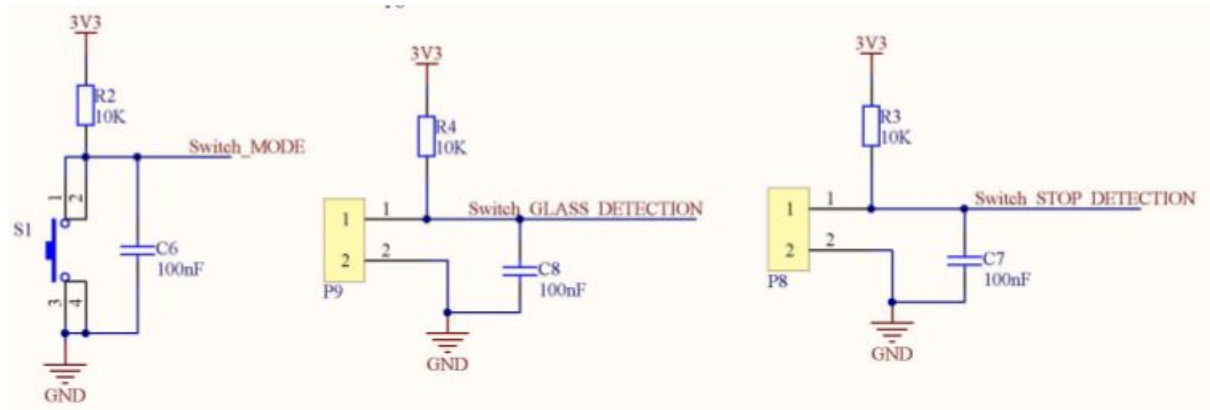 3V3
R2
10K
Switch_MODE
1
2
S1
C6
100nF
3
4
GND
3V3
R4
10K
1
1
Switch_GLASS_DETECTION
2
2
P9
C8
100nF
GND
3V3
R3
10K
1
1
Switch_STOP_DETECTION
2
2
P8
C7
100nF
GND